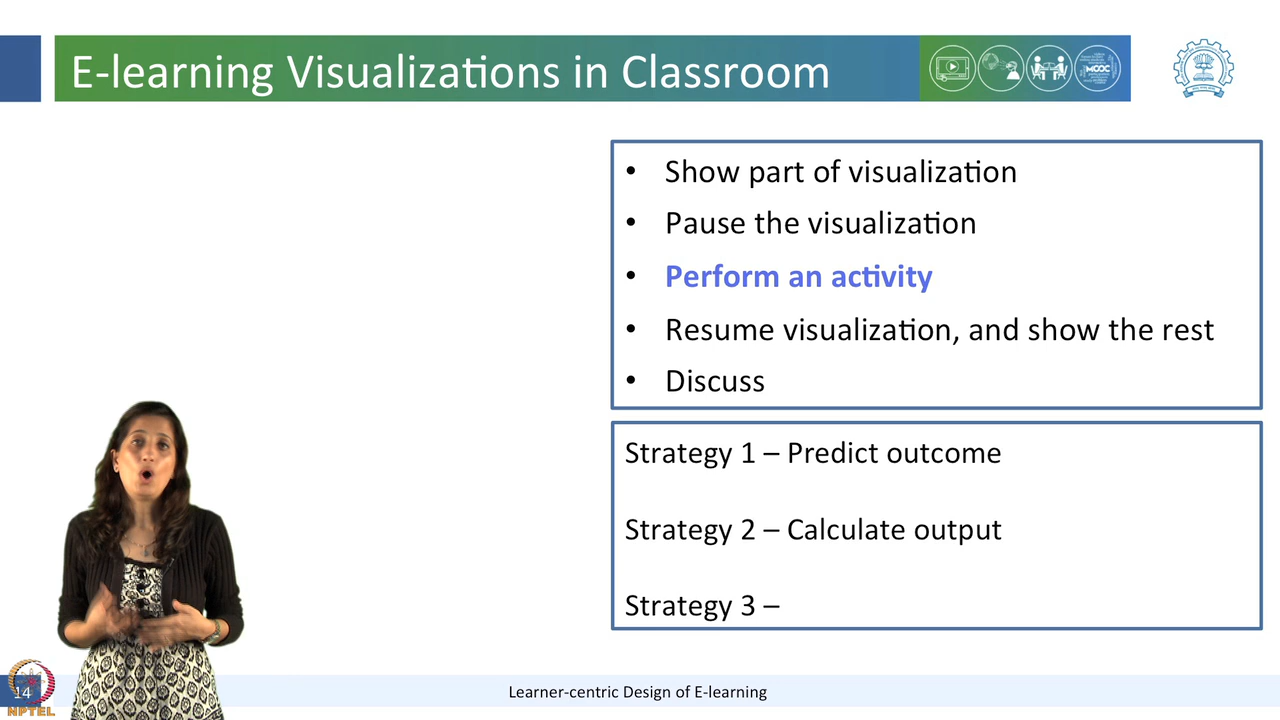 E-learning Visualizations in Classroom
MOOC
• Show part of visualization
• Pause the visualization
• Perform an activity
• Resume visualization, and show the rest
• Discuss
Strategy 1 – Predict outcome
Strategy 2 – Calculate output
Strategy 3 –
14
NPTEL
Learner-centric Design of E-learning